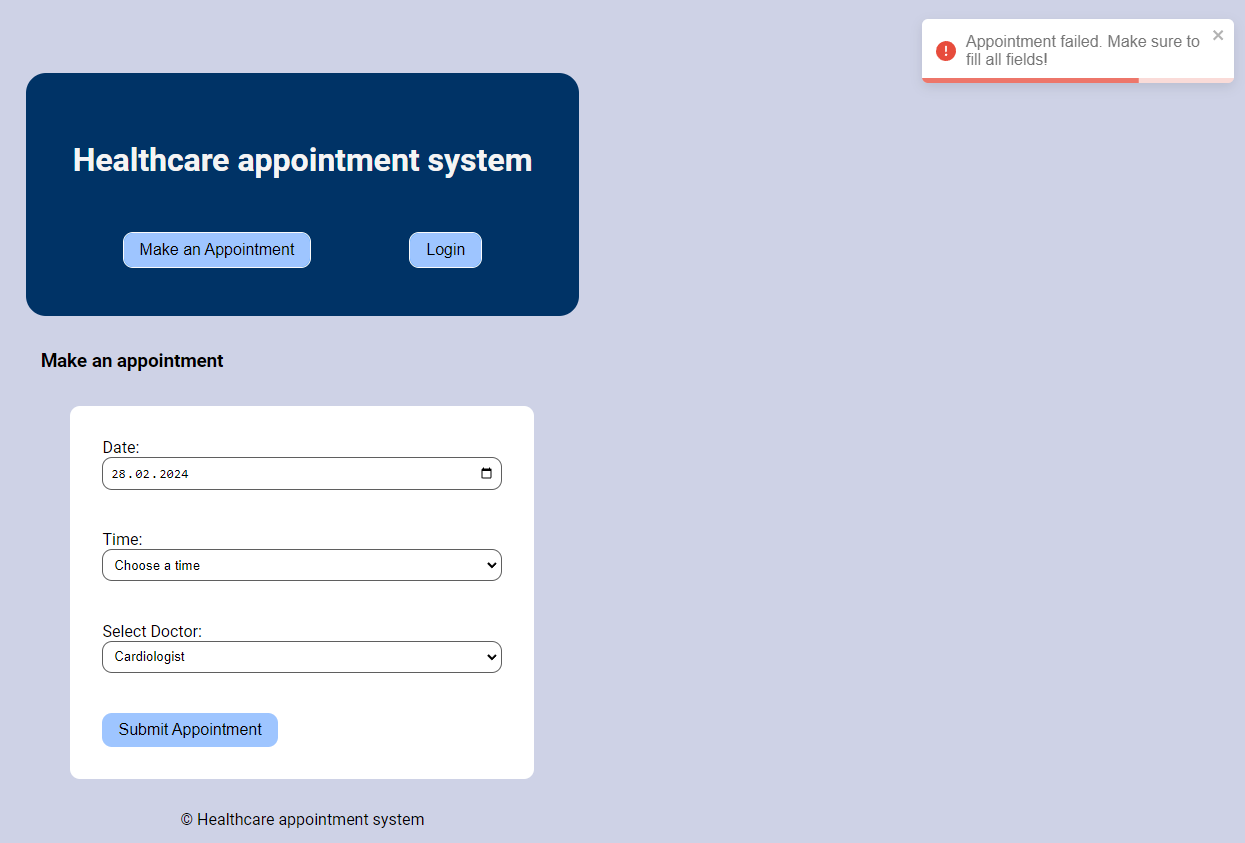 Appointment failed. Make sure to
fill all fields!
Healthcare appointment system
Make an Appointment
Login
Make an appointment
Date:
28.02.2024
Time:
Choose a time
Select Doctor:
Cardiologist
Submit Appointment
© Healthcare appointment system